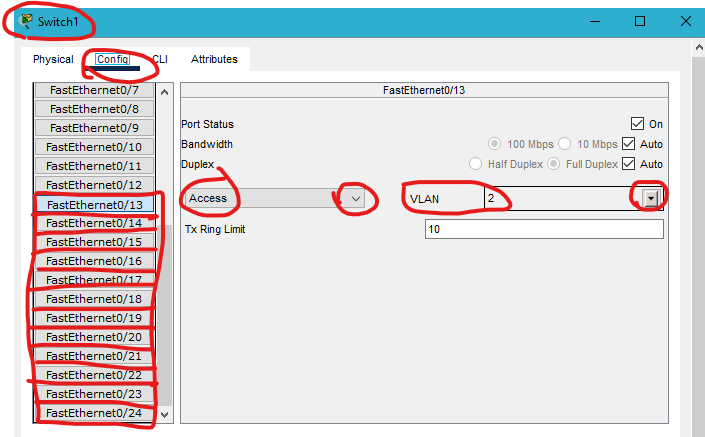 Switch1
Physical Config CLI Attributes
FastEthernet0/7
FastEthernet0/8
FastEthernet0/9
FastEthernet0/10
FastEthernet0/11
FastEthernet0/12
FastEthernet0/13
FastEthernet0/14
FastEthernet0/15
FastEthernet0/16
FastEthernet0/17
FastEthernet0/18
FastEthernet0/19
FastEthernet0/20
FastEthernet0/21
FastEthernet0/22
FastEthernet0/23
FastEthernet0/24
FastEthernet0/13
Port Status On
Bandwidth 100 Mbps 10 Mbps Auto
Duplex Half Duplex Full Duplex Auto
Access VLAN 2
Tx Ring Limit 10